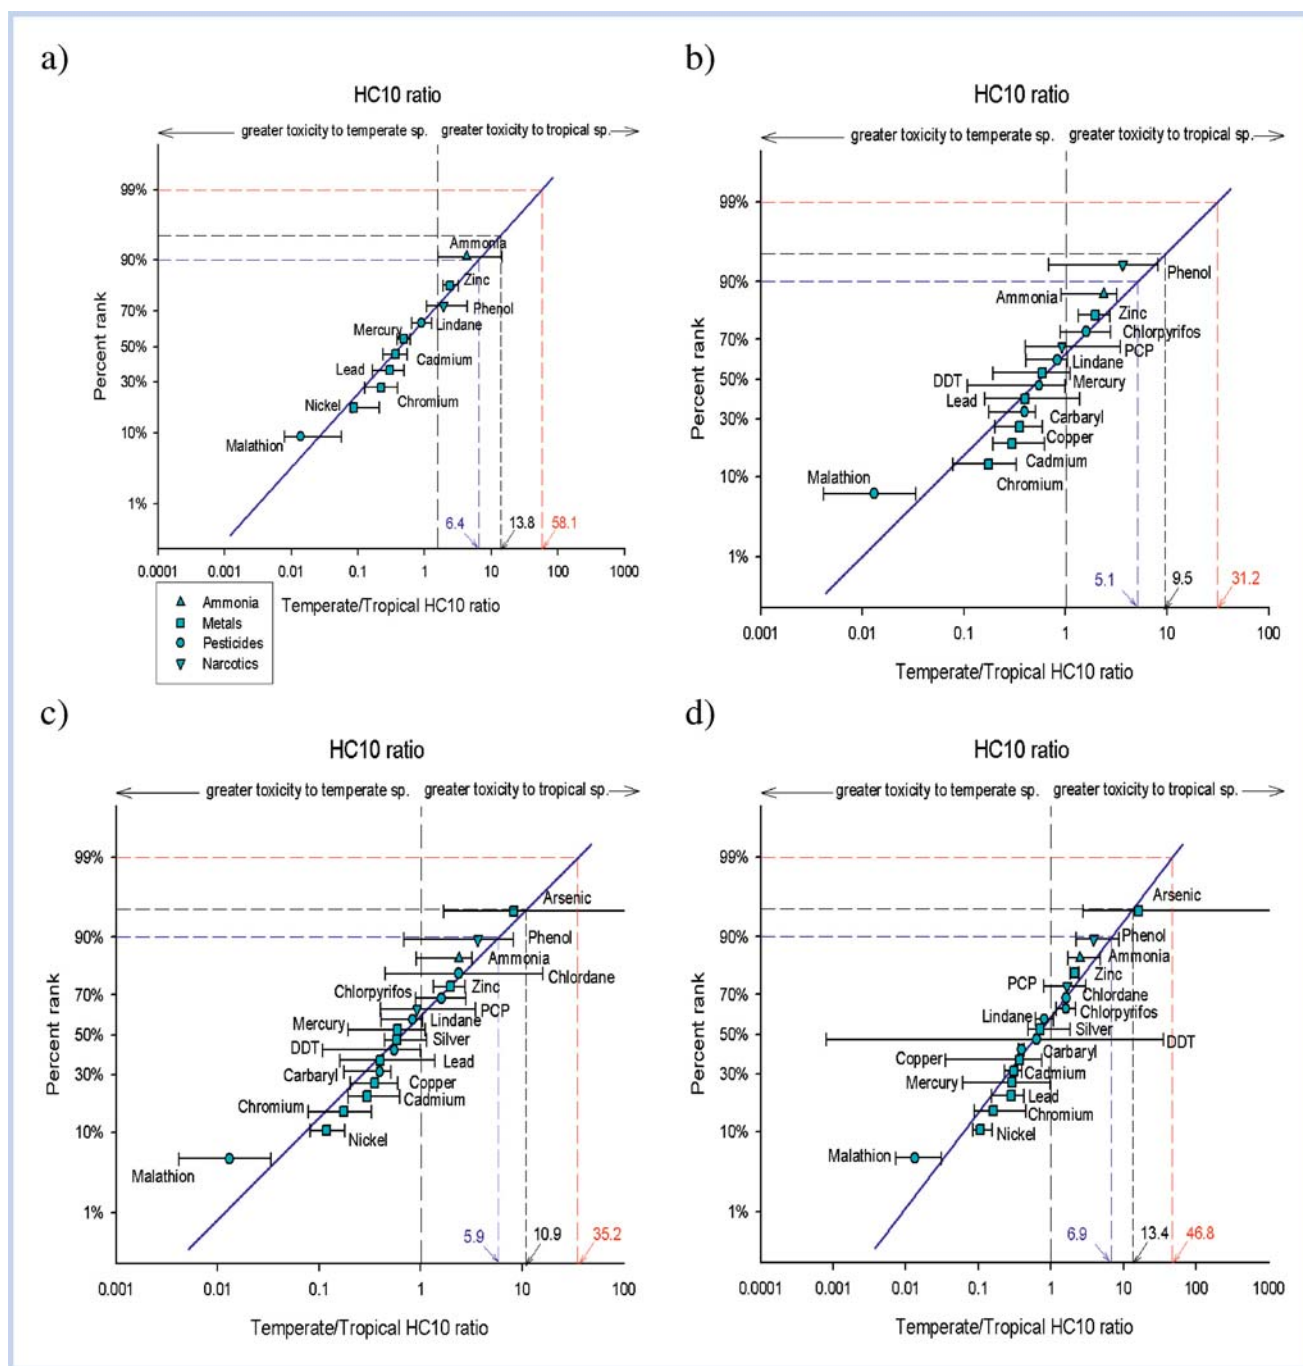 a)
HC10 ratio
greater toxicity to temperate sp. greater toxicity to tropical sp.
99%
90%
70%
50%
30%
10%
1%
Percent rank
Ammonia
Zinc
Phenol
Lindane
Mercury
Cadmium
Lead
Chromium
Nickel
Malathion
6.4 13.8 58.1
0.0001 0.001 0.01 0.1 1 10 100 1000
Temperate/Tropical HC10 ratio
Ammonia
Metals
Pesticides
Narcotics
b)
HC10 ratio
greater toxicity to temperate sp. greater toxicity to tropical sp.
99%
90%
70%
50%
30%
10%
1%
Percent rank
Phenol
Ammonia
Zinc
Chlorpyrifos
PCP
Lindane
DDT
Mercury
Lead
Carbaryl
Copper
Cadmium
Malathion
Chromium
5.1 9.5 31.2
0.001 0.01 0.1 1 10 100
Temperate/Tropical HC10 ratio
c)
HC10 ratio
greater toxicity to temperate sp. greater toxicity to tropical sp.
99%
90%
70%
50%
30%
10%
1%
Percent rank
Arsenic
Phenol
Ammonia
Chlordane
Zinc
Chlorpyrifos
PCP
Lindane
Mercury
Silver
DDT
Lead
Carbaryl
Copper
Cadmium
Chromium
Nickel
Malathion
5.9 10.9 35.2
0.001 0.01 0.1 1 10 100
Temperate/Tropical HC10 ratio
d)
HC10 ratio
greater toxicity to temperate sp. greater toxicity to tropical sp.
99%
90%
70%
50%
30%
10%
1%
Percent rank
Arsenic
Phenol
Ammonia
Zinc
PCP
Chlordane
Chlorpyrifos
Lindane
Silver
DDT
Carbaryl
Copper
Cadmium
Mercury
Lead
Chromium
Nickel
Malathion
6.9 13.4 46.8
0.0001 0.001 0.01 0.1 1 10 100 1000
Temperate/Tropical HC10 ratio